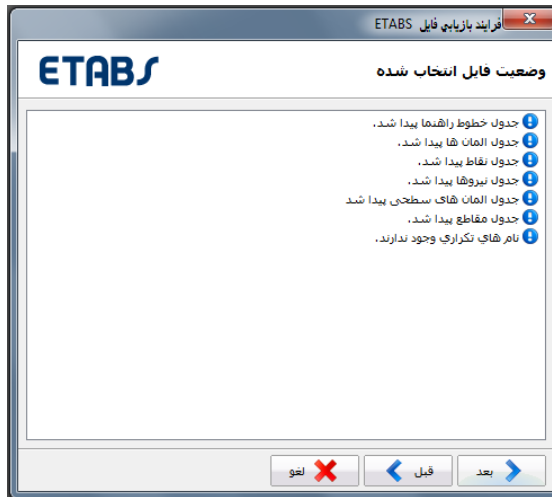 فرایند بازیابی فایل ETABS
وضعیت فایل انتخاب شده
ETABS
جدول خطوط راهنما پیدا شد.
جدول المان ها پیدا شد.
جدول نقاط پیدا شد.
جدول نیروها پیدا شد.
جدول المان های سطحی پیدا شد
جدول مقاطع پیدا شد.
نام هاي تكراري وجود ندارند.
بعد
قبل
لغو